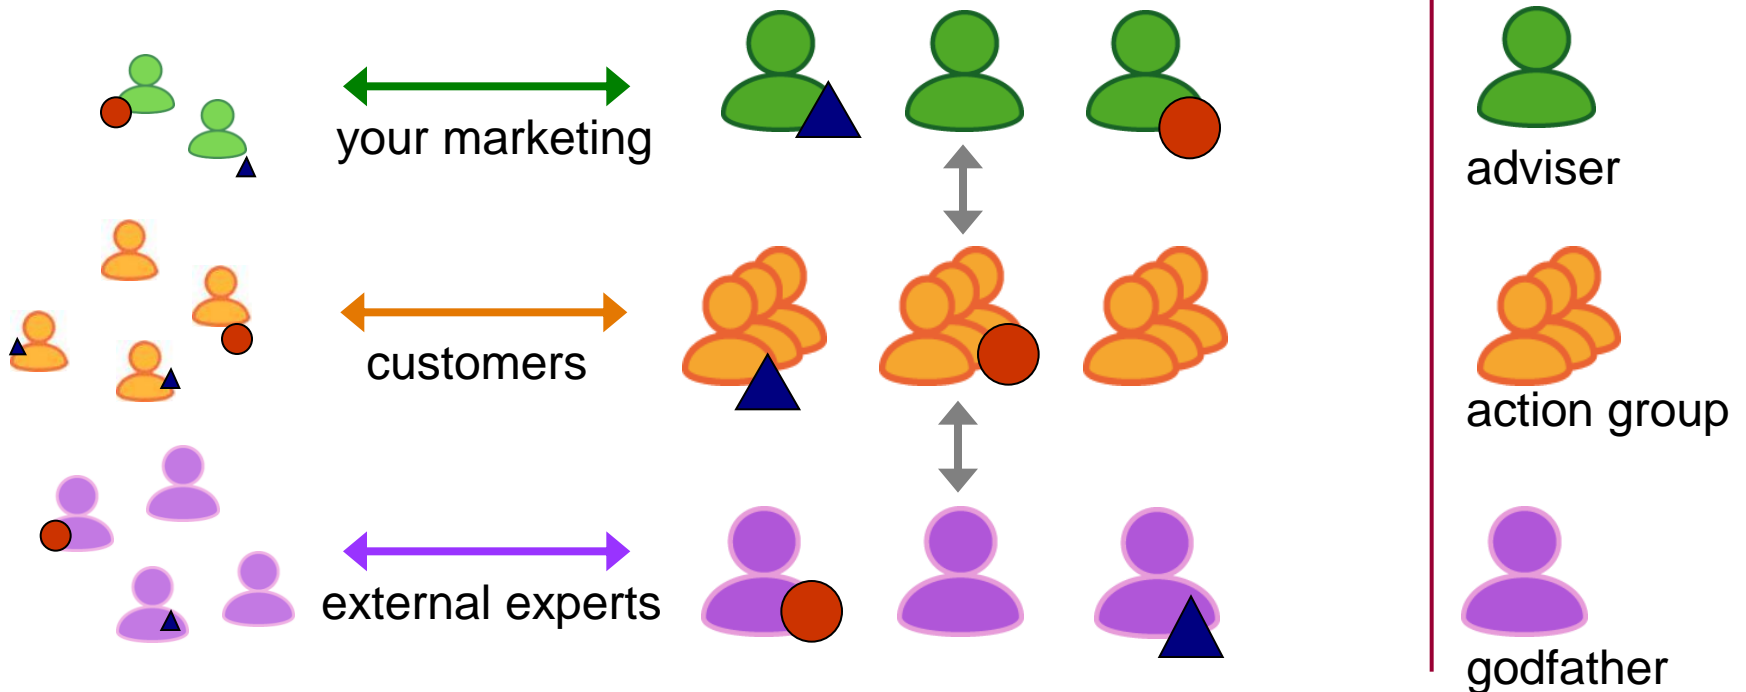 your marketing
adviser
customers
action group
external experts
godfather